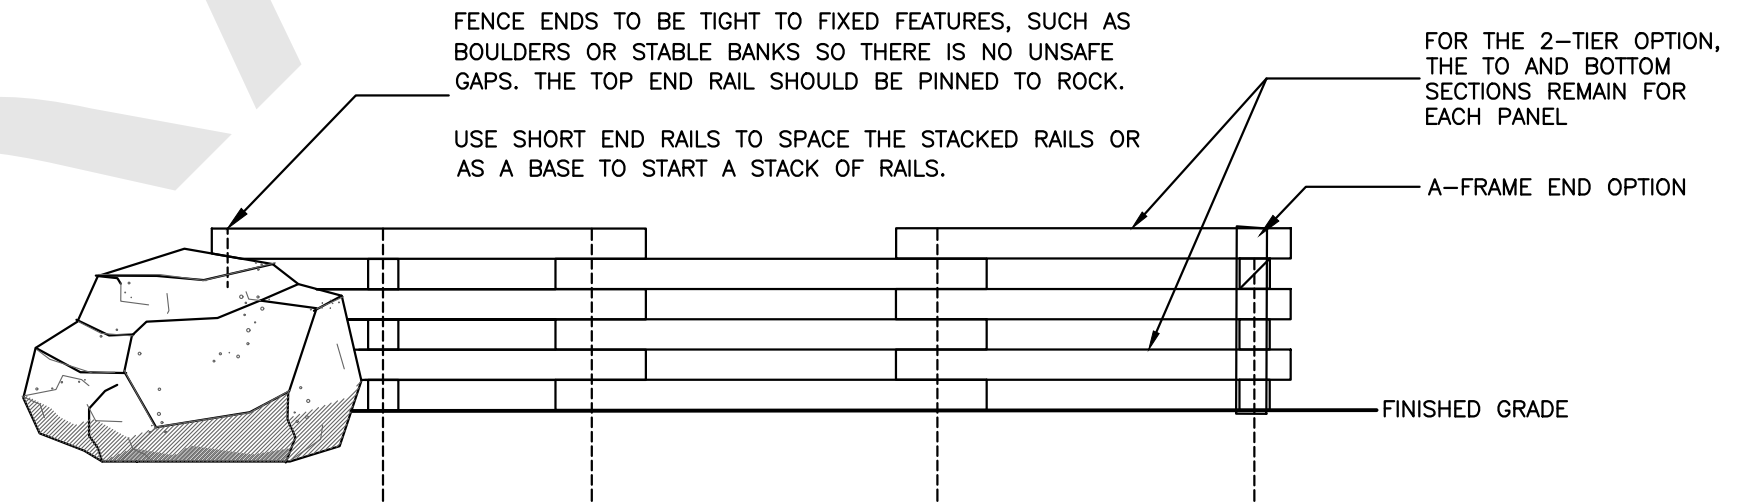 FENCE ENDS TO BE TIGHT TO FIXED FEATURES, SUCH AS
BOULDERS OR STABLE BANKS SO THERE IS NO UNSAFE
GAPS. THE TOP END RAIL SHOULD BE PINNED TO ROCK.
USE SHORT END RAILS TO SPACE THE STACKED RAILS OR
AS A BASE TO START A STACK OF RAILS.
FOR THE 2-TIER OPTION,
THE TO AND BOTTOM
SECTIONS REMAIN FOR
EACH PANEL
A-FRAME END OPTION
FINISHED GRADE